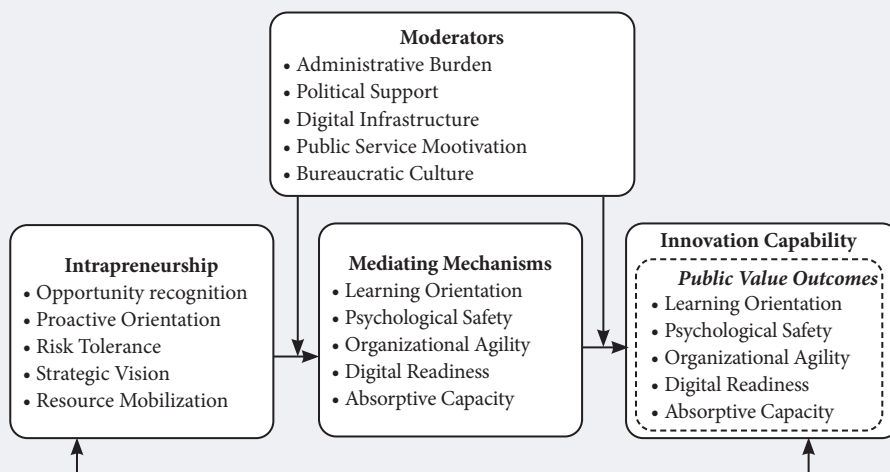 Moderators
• Administrative Burden
• Political Support
• Digital Infrastructure
• Public Service Mootivation
• Bureaucratic Culture
Intrapreneurship
• Opportunity recognition
• Proactive Orientation
• Risk Tolerance
• Strategic Vision
• Resource Mobilization
Mediating Mechanisms
• Learning Orientation
• Psychological Safety
• Organizational Agility
• Digital Readiness
• Absorptive Capacity
Innovation Capability
Public Value Outcomes
• Learning Orientation
• Psychological Safety
• Organizational Agility
• Digital Readiness
• Absorptive Capacity